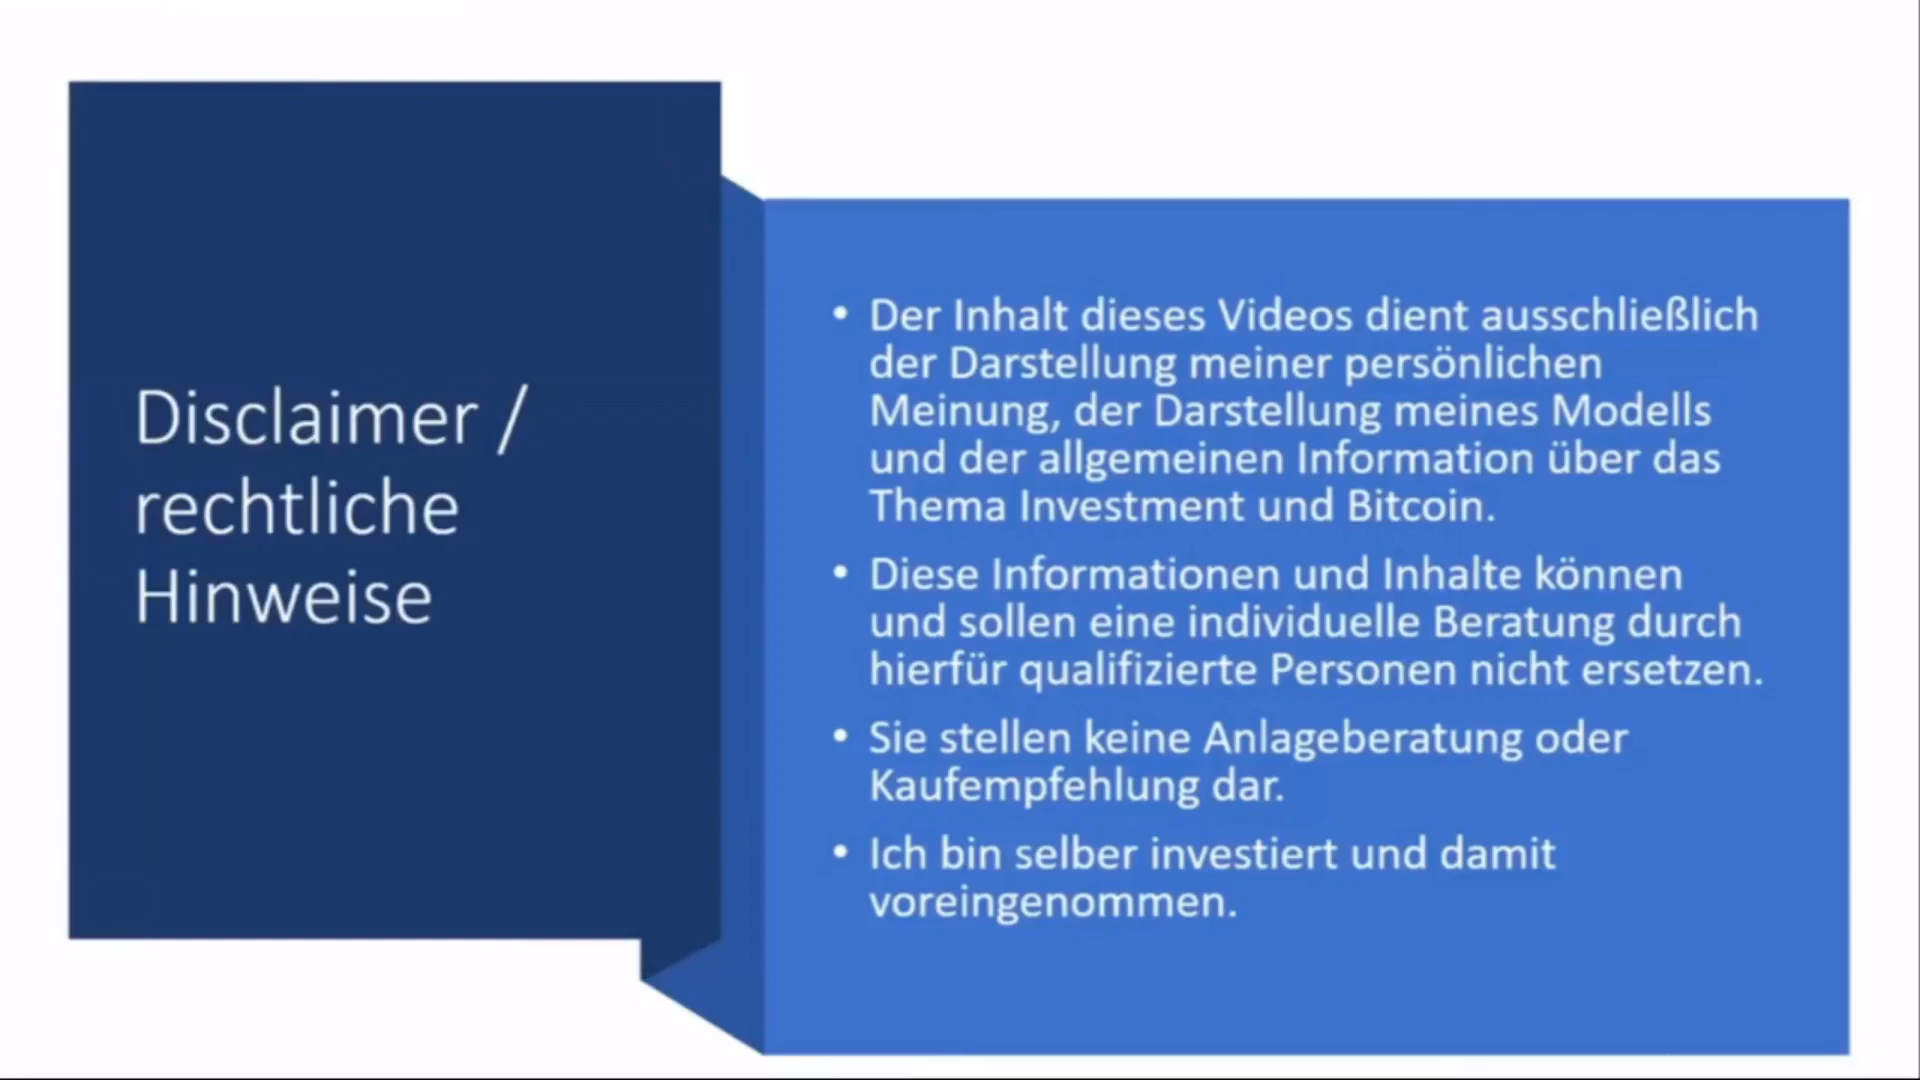 Disclaimer /
rechtliche
Hinweise
• Der Inhalt dieses Videos dient ausschließlich
der Darstellung meiner persönlichen
Meinung, der Darstellung meines Modells
und der allgemeinen Information über das
Thema Investment und Bitcoin.
• Diese Informationen und Inhalte können
und sollen eine individuelle Beratung durch
hierfür qualifizierte Personen nicht ersetzen.
• Sie stellen keine Anlageberatung oder
Kaufempfehlung dar.
• Ich bin selber investiert und damit
voreingenommen.